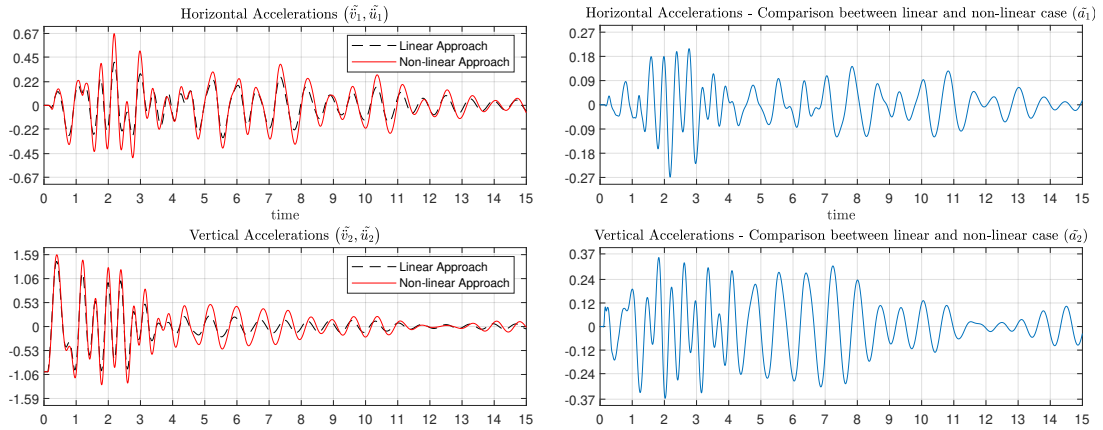 Horizontal Accelerations (ṽ̈₁, ũ̈₁)
0.67
0.45
0.22
0
-0.22
-0.45
-0.67
Linear Approach
Non-linear Approach
0 1 2 3 4 5 6 7 8 9 10 11 12 13 14 15
time
Horizontal Accelerations - Comparison beetween linear and non-linear case (ã₁)
0.27
0.18
0.09
0
-0.09
-0.18
-0.27
0 1 2 3 4 5 6 7 8 9 10 11 12 13 14 15
time
Vertical Accelerations (ṽ̈₂, ũ̈₂)
1.59
1.06
0.53
0
-0.53
-1.06
-1.59
Linear Approach
Non-linear Approach
0 1 2 3 4 5 6 7 8 9 10 11 12 13 14 15
Vertical Accelerations - Comparison beetween linear and non-linear case (ã₂)
0.37
0.24
0.12
0
-0.12
-0.24
-0.37
0 1 2 3 4 5 6 7 8 9 10 11 12 13 14 15